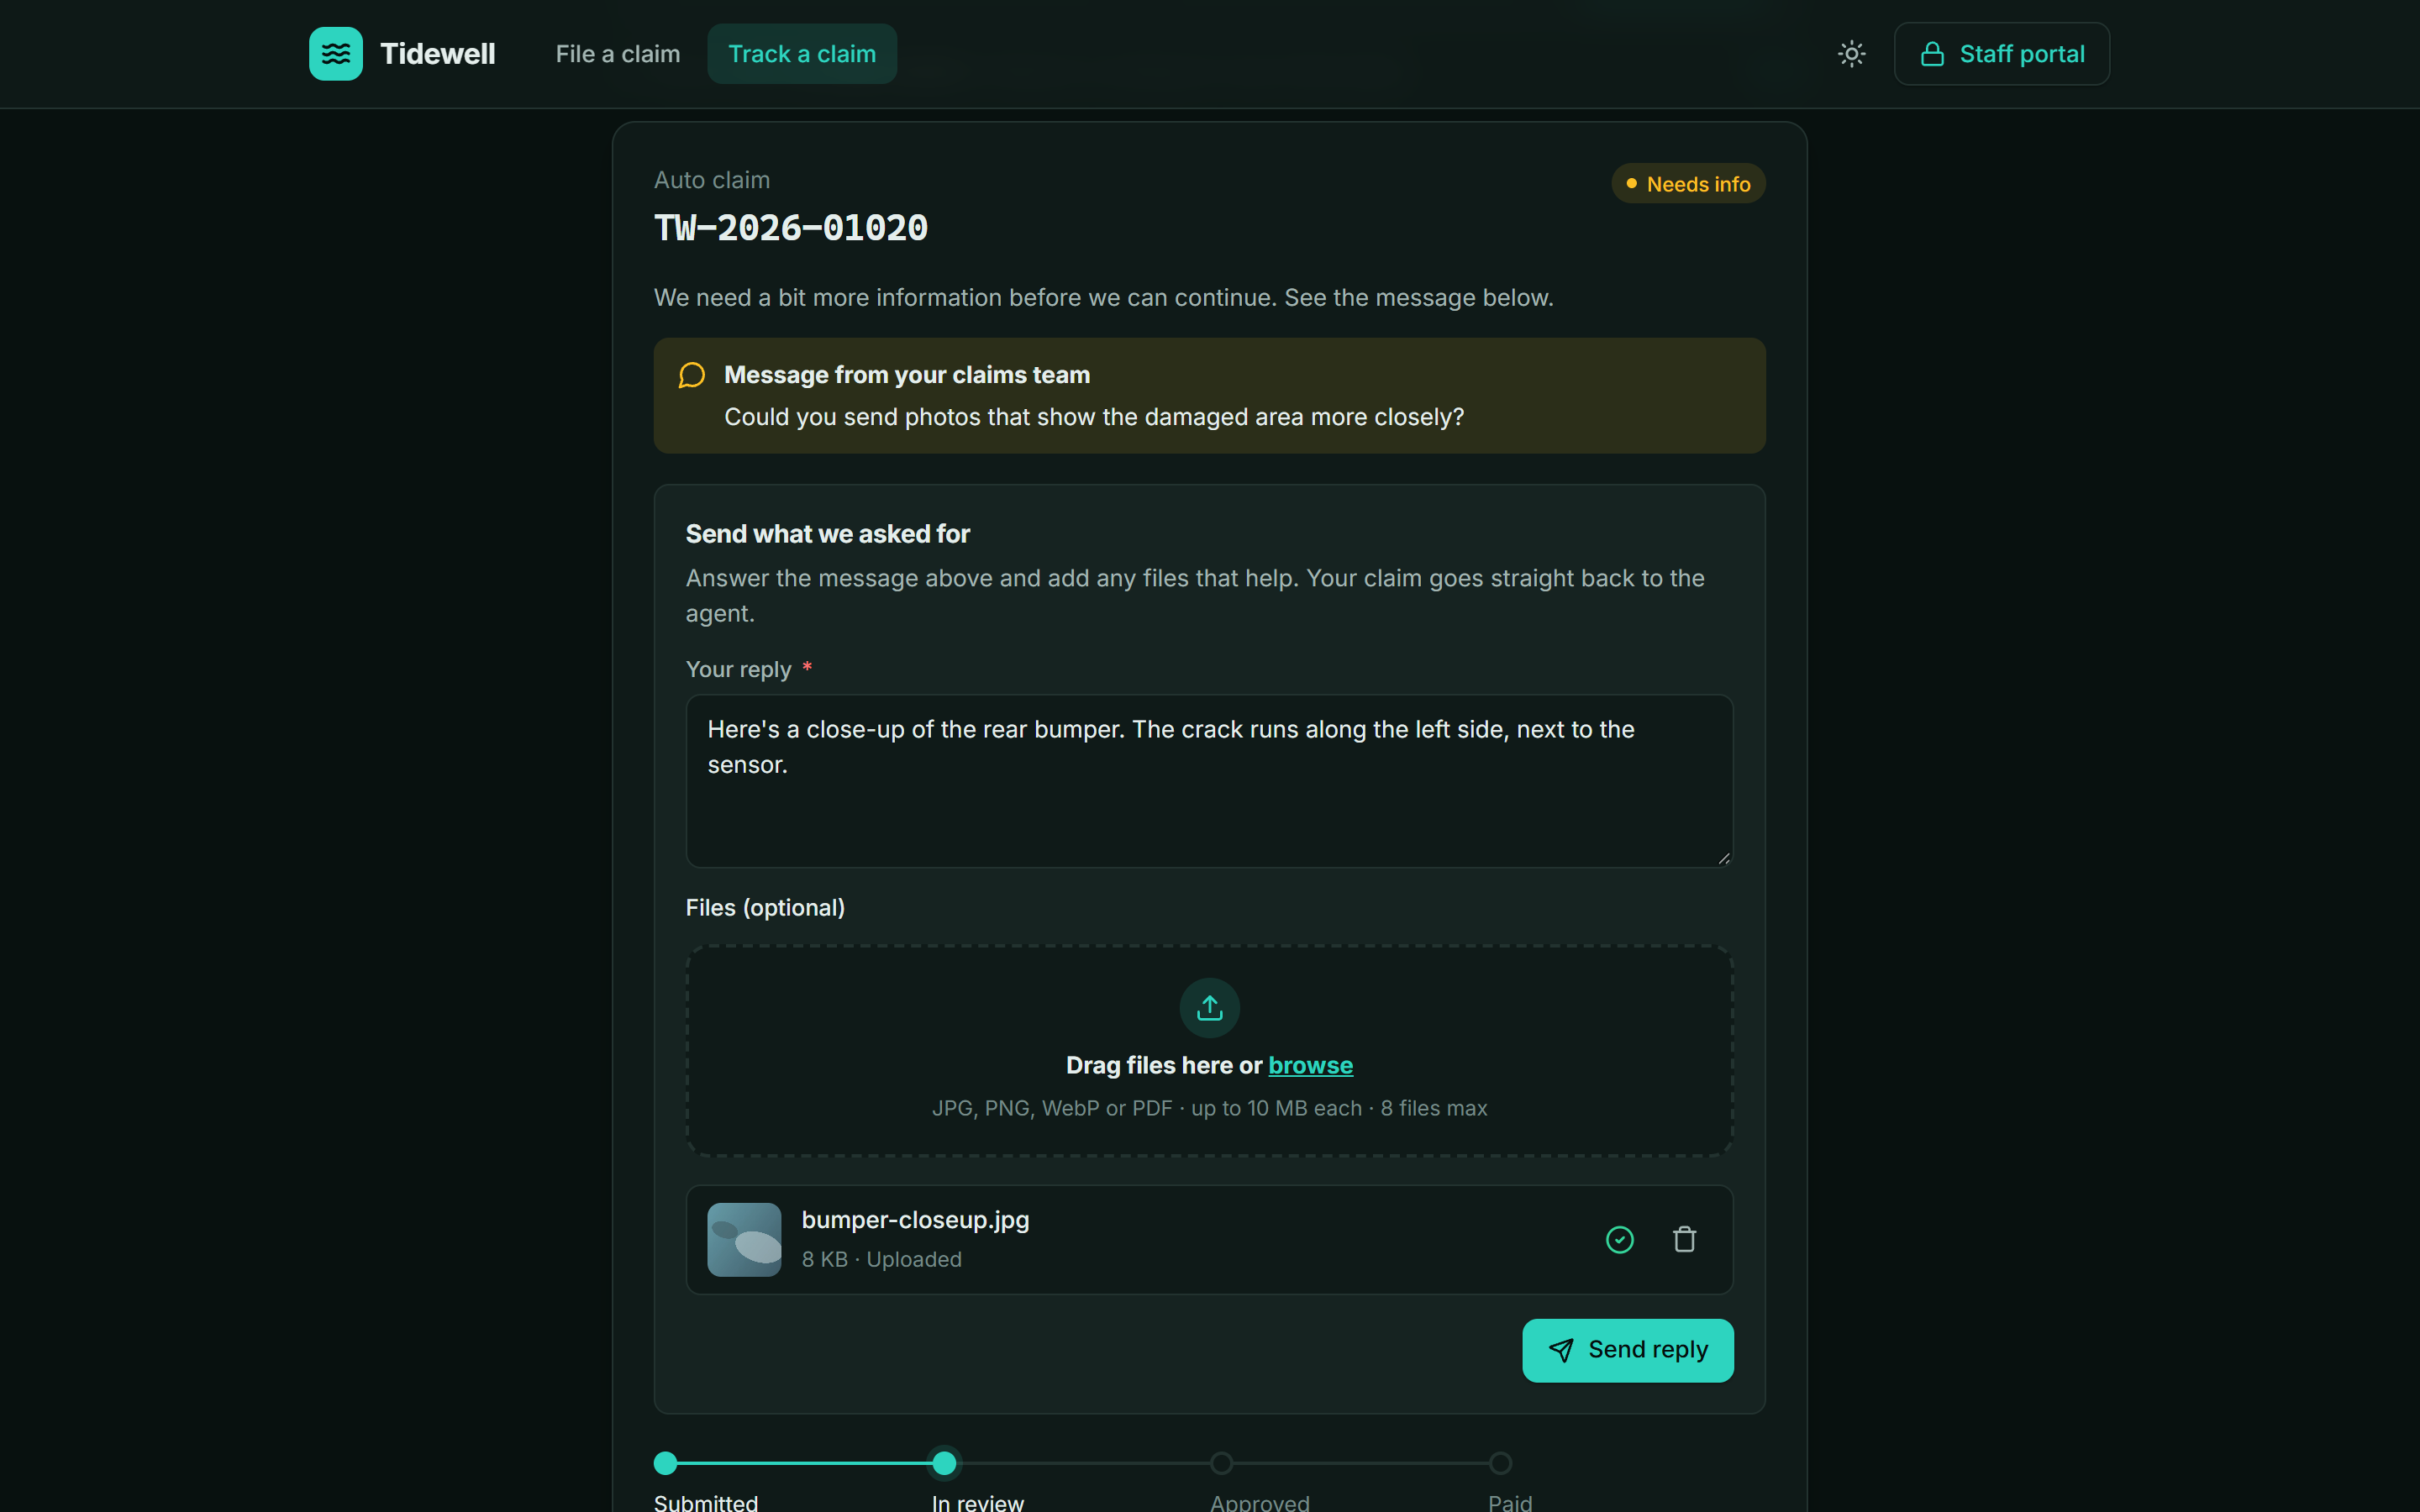 Tidewell
File a claim
Track a claim
Staff portal
Auto claim
Needs info
TW-2026-01020
We need a bit more information before we can continue. See the message below.
Message from your claims team
Could you send photos that show the damaged area more closely?
Send what we asked for
Answer the message above and add any files that help. Your claim goes straight back to the
agent.
Your reply *
Here's a close-up of the rear bumper. The crack runs along the left side, next to the
sensor.
Files (optional)
Drag files here or browse
JPG, PNG, WebP or PDF · up to 10 MB each · 8 files max
bumper-closeup.jpg
8 KB · Uploaded
Send reply
Submitted
In review
Approved
Paid